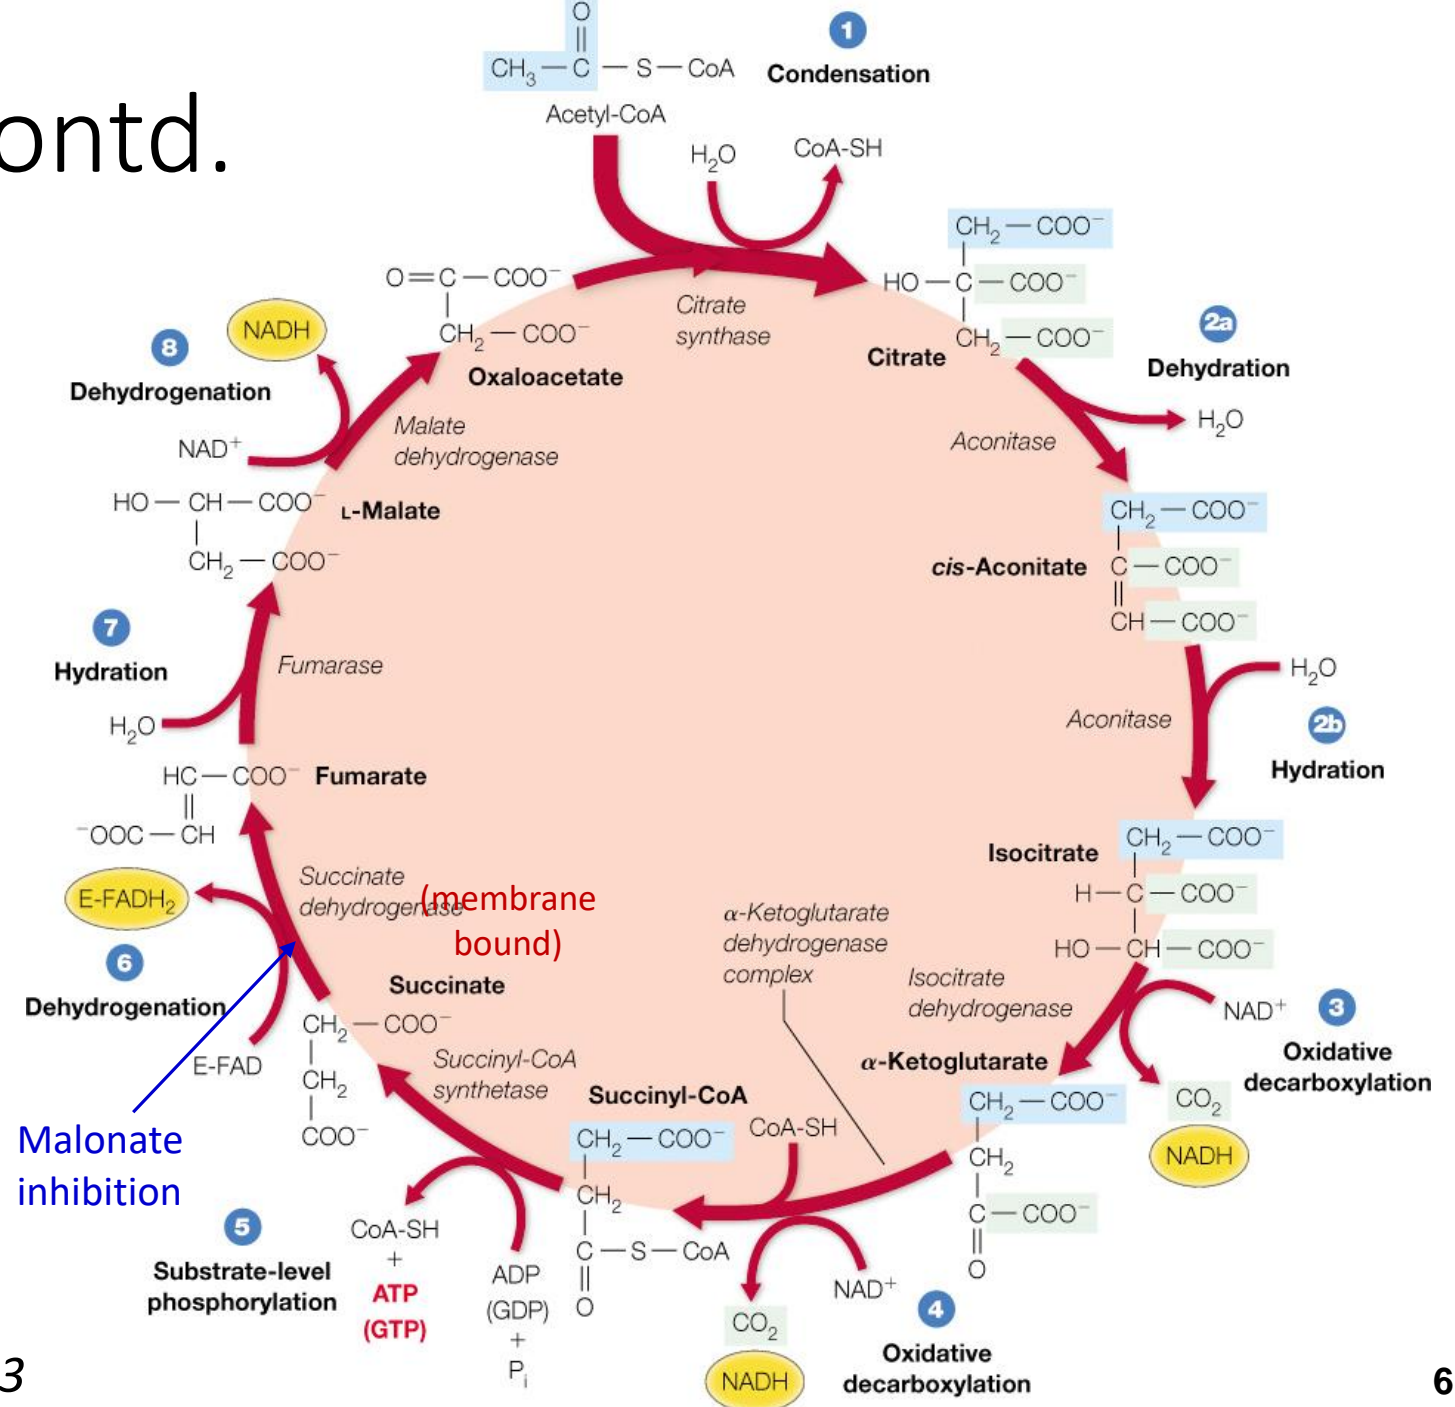 ontd.
O
CH₃ — C — S — CoA
Acetyl-CoA
1
Condensation
H₂O
CoA-SH
Citrate
synthase
CH₂ — COO⁻
HO — C — COO⁻
CH₂ — COO⁻
Citrate
2a
Dehydration
H₂O
Aconitase
CH₂ — COO⁻
C — COO⁻
CH — COO⁻
cis-Aconitate
Aconitase
H₂O
2b
Hydration
Isocitrate
CH₂ — COO⁻
H — C — COO⁻
HO — CH — COO⁻
Isocitrate
dehydrogenase
NAD⁺
3
Oxidative
decarboxylation
CO₂
NADH
α-Ketoglutarate
CH₂ — COO⁻
CH₂
C — COO⁻
O
α-Ketoglutarate
dehydrogenase
complex
CoA-SH
NAD⁺
4
Oxidative
decarboxylation
CO₂
NADH
Succinyl-CoA
CH₂ — COO⁻
CH₂
C — S — CoA
O
Succinyl-CoA
synthetase
ADP
(GDP)
+
Pᵢ
CoA-SH
+
ATP
(GTP)
5
Substrate-level
phosphorylation
Succinate
CH₂ — COO⁻
CH₂
COO⁻
Succinate
dehydrogenase
(membrane
bound)
E-FAD
E-FADH₂
6
Dehydrogenation
Malonate
inhibition
Fumarate
HC — COO⁻
⁻OOC — CH
Fumarase
H₂O
7
Hydration
L-Malate
HO — CH — COO⁻
CH₂ — COO⁻
Malate
dehydrogenase
NAD⁺
NADH
8
Dehydrogenation
O=C — COO⁻
CH₂ — COO⁻
Oxaloacetate
3
6